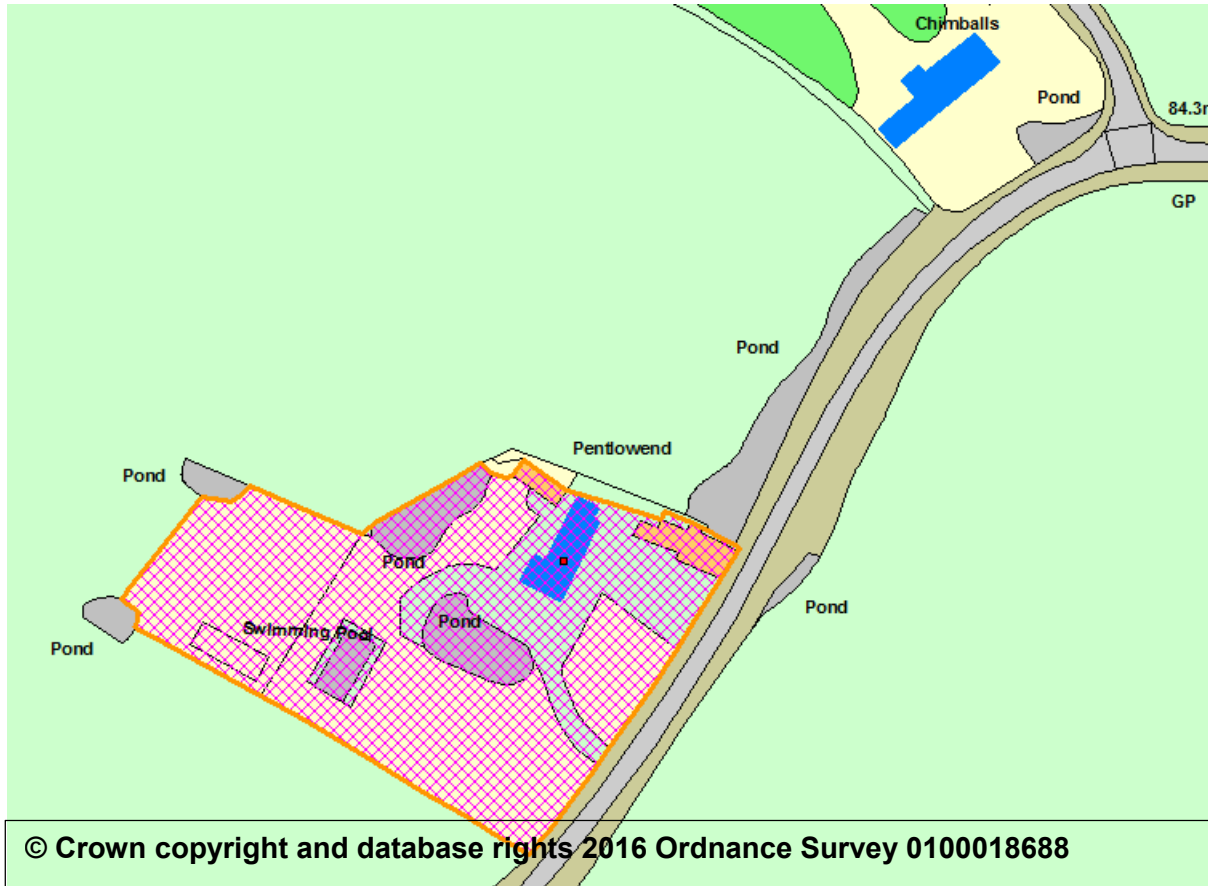 Chimballs
Pond
84.3m
GP
Pond
Pentlowend
Pond
Pond
Pond
Pond
Swimming Pool
Pond
© Crown copyright and database rights 2016 Ordnance Survey 0100018688